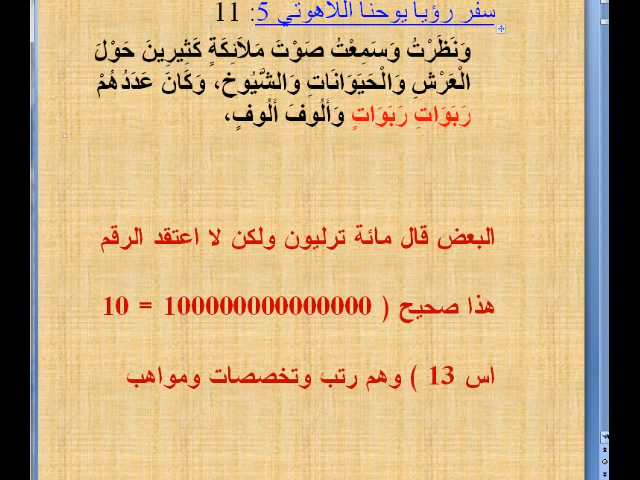 سفر رؤيا يوحنا اللاهوتي 5: 11
وَنَظَرْتُ وَسَمِعْتُ صَوْتَ مَلاَئِكَةٍ كَثِيرِينَ حَوْلَ
الْعَرْشِ وَالْحَيَوَانَاتِ وَالشُّيُوخِ، وَكَانَ عَدَدُهُمْ
رَبَوَاتِ رَبَوَاتٍ وَأُلُوفَ أُلُوفٍ،
البعض قال مائة ترليون ولكن لا اعتقد الرقم
هذا صحيح ( 100000000000000 = 10
اس 13 ) وهم رتب وتخصصات ومواهب